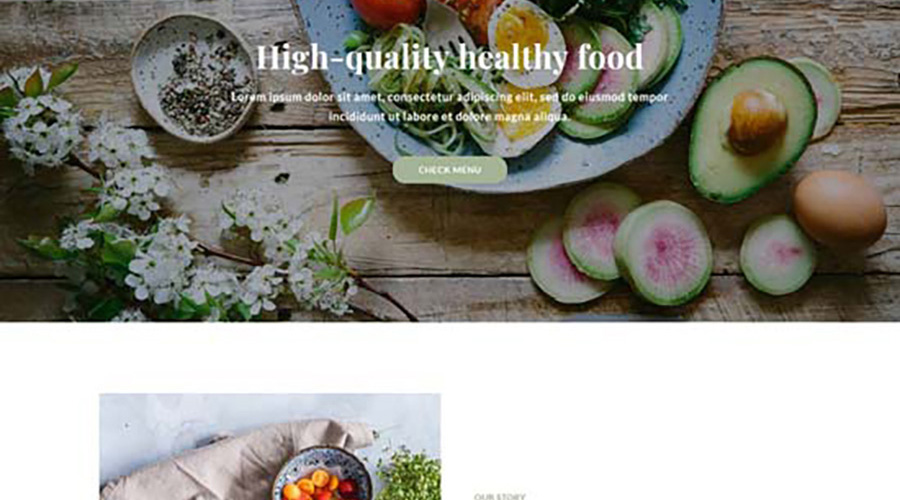 High-quality healthy food
Lorem ipsum dolor sit amet, consectetur adipiscing elit, sed do eiusmod tempor
incididunt ut labore et dolore magna aliqua.
CHECK MENU
OUR STORY